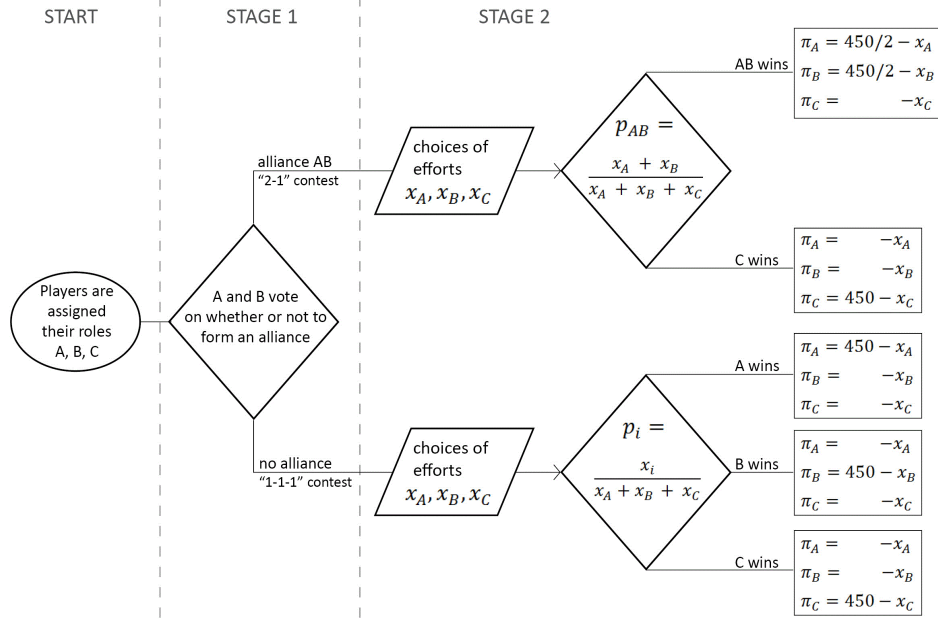 START
STAGE 1
STAGE 2
Players are
assigned
their roles
A, B, C
A and B vote
on whether or not to
form an alliance
alliance AB
“2-1” contest
choices of
efforts
x_A, x_B, x_C
p_AB =
x_A + x_B
x_A + x_B + x_C
AB wins
π_A = 450/2 − x_A
π_B = 450/2 − x_B
π_C = −x_C
C wins
π_A = −x_A
π_B = −x_B
π_C = 450 − x_C
no alliance
“1-1-1” contest
choices of
efforts
x_A, x_B, x_C
p_i =
x_i
x_A + x_B + x_C
A wins
π_A = 450 − x_A
π_B = −x_B
π_C = −x_C
B wins
π_A = −x_A
π_B = 450 − x_B
π_C = −x_C
C wins
π_A = −x_A
π_B = −x_B
π_C = 450 − x_C